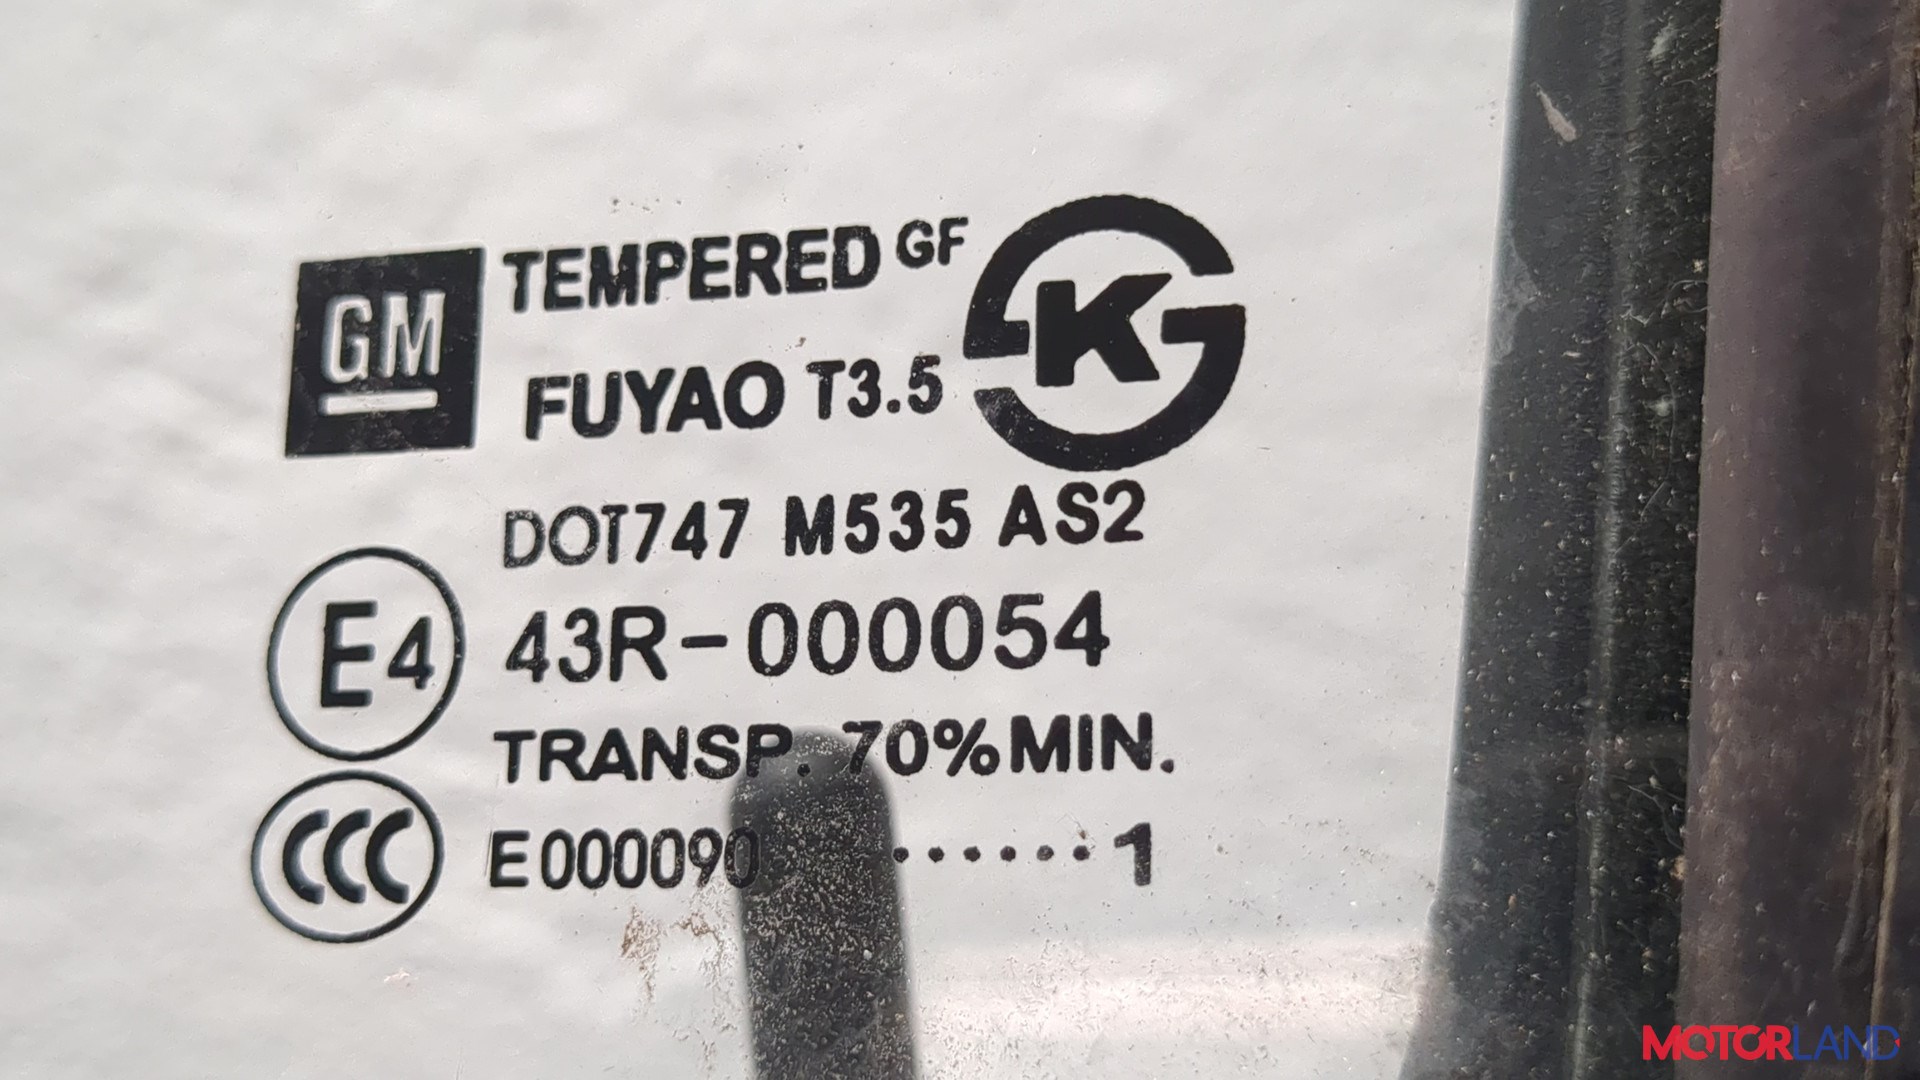 GM
TEMPERED GF
FUYAO T3.5
K
DOT747 M535 AS2
E4
43R-000054
TRANSP. 70%MIN.
CCC
E000090 ······1
MOTORLAND